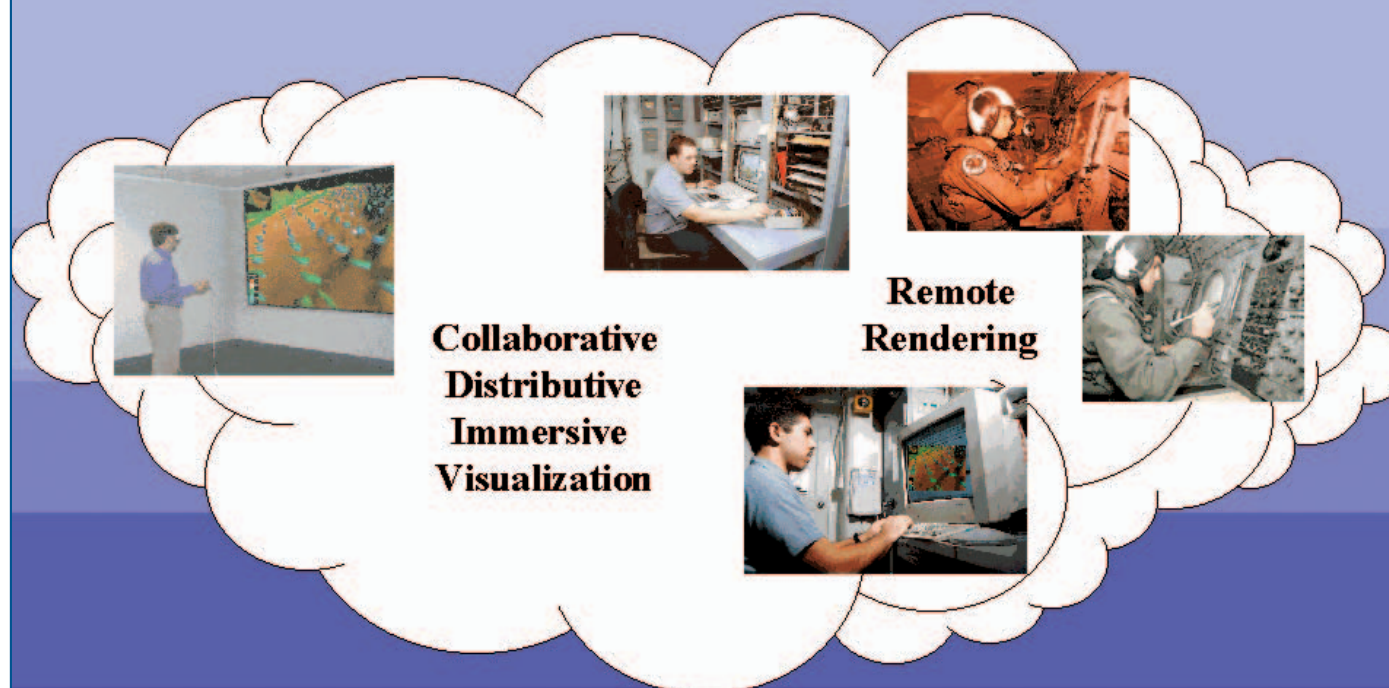 Collaborative
Distributive
Immersive
Visualization
Remote
Rendering